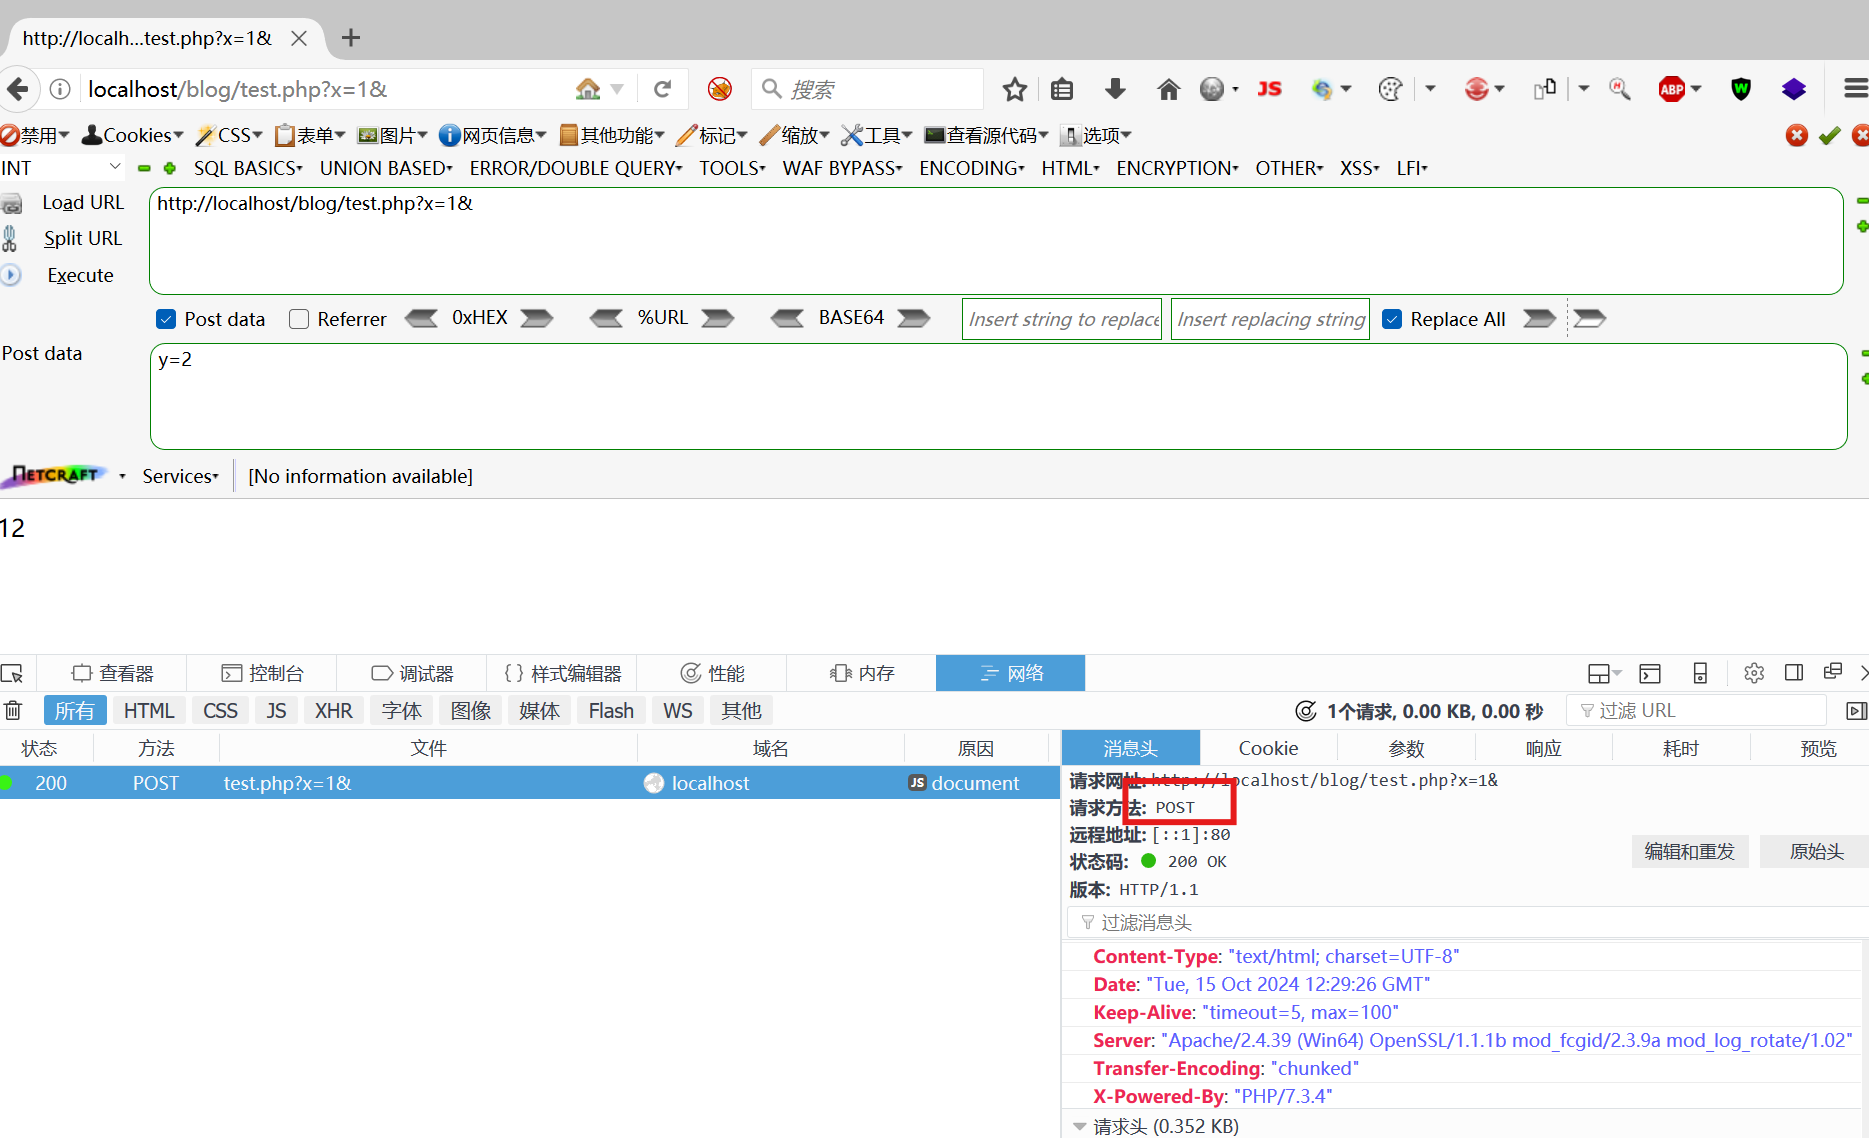 http://localh...test.php?x=1&
localhost/blog/test.php?x=1&
搜索
JS
ABP
W
禁用 Cookies CSS 表单 图片 网页信息 其他功能 标记 缩放 工具 查看源代码 选项
INT SQL BASICS UNION BASED ERROR/DOUBLE QUERY TOOLS WAF BYPASS ENCODING HTML ENCRYPTION OTHER XSS LFI
Load URL
http://localhost/blog/test.php?x=1&
Split URL
Execute
Post data Referrer 0xHEX %URL BASE64 Insert string to replace Insert replacing string Replace All
Post data
y=2
NETCRAFT Services [No information available]
12
查看器 控制台 调试器 { } 样式编辑器 性能 内存 网络
所有 HTML CSS JS XHR 字体 图像 媒体 Flash WS 其他 1个请求, 0.00 KB, 0.00 秒 过滤 URL
状态 方法 文件 域名 原因
200 POST test.php?x=1& localhost JS document
消息头 Cookie 参数 响应 耗时 预览
请求网址: http://localhost/blog/test.php?x=1&
请求方法: POST
远程地址: [::1]:80
状态码: 200 OK
编辑和重发 原始头
版本: HTTP/1.1
过滤消息头
Content-Type: "text/html; charset=UTF-8"
Date: "Tue, 15 Oct 2024 12:29:26 GMT"
Keep-Alive: "timeout=5, max=100"
Server: "Apache/2.4.39 (Win64) OpenSSL/1.1.1b mod_fcgid/2.3.9a mod_log_rotate/1.02"
Transfer-Encoding: "chunked"
X-Powered-By: "PHP/7.3.4"
请求头 (0.352 KB)